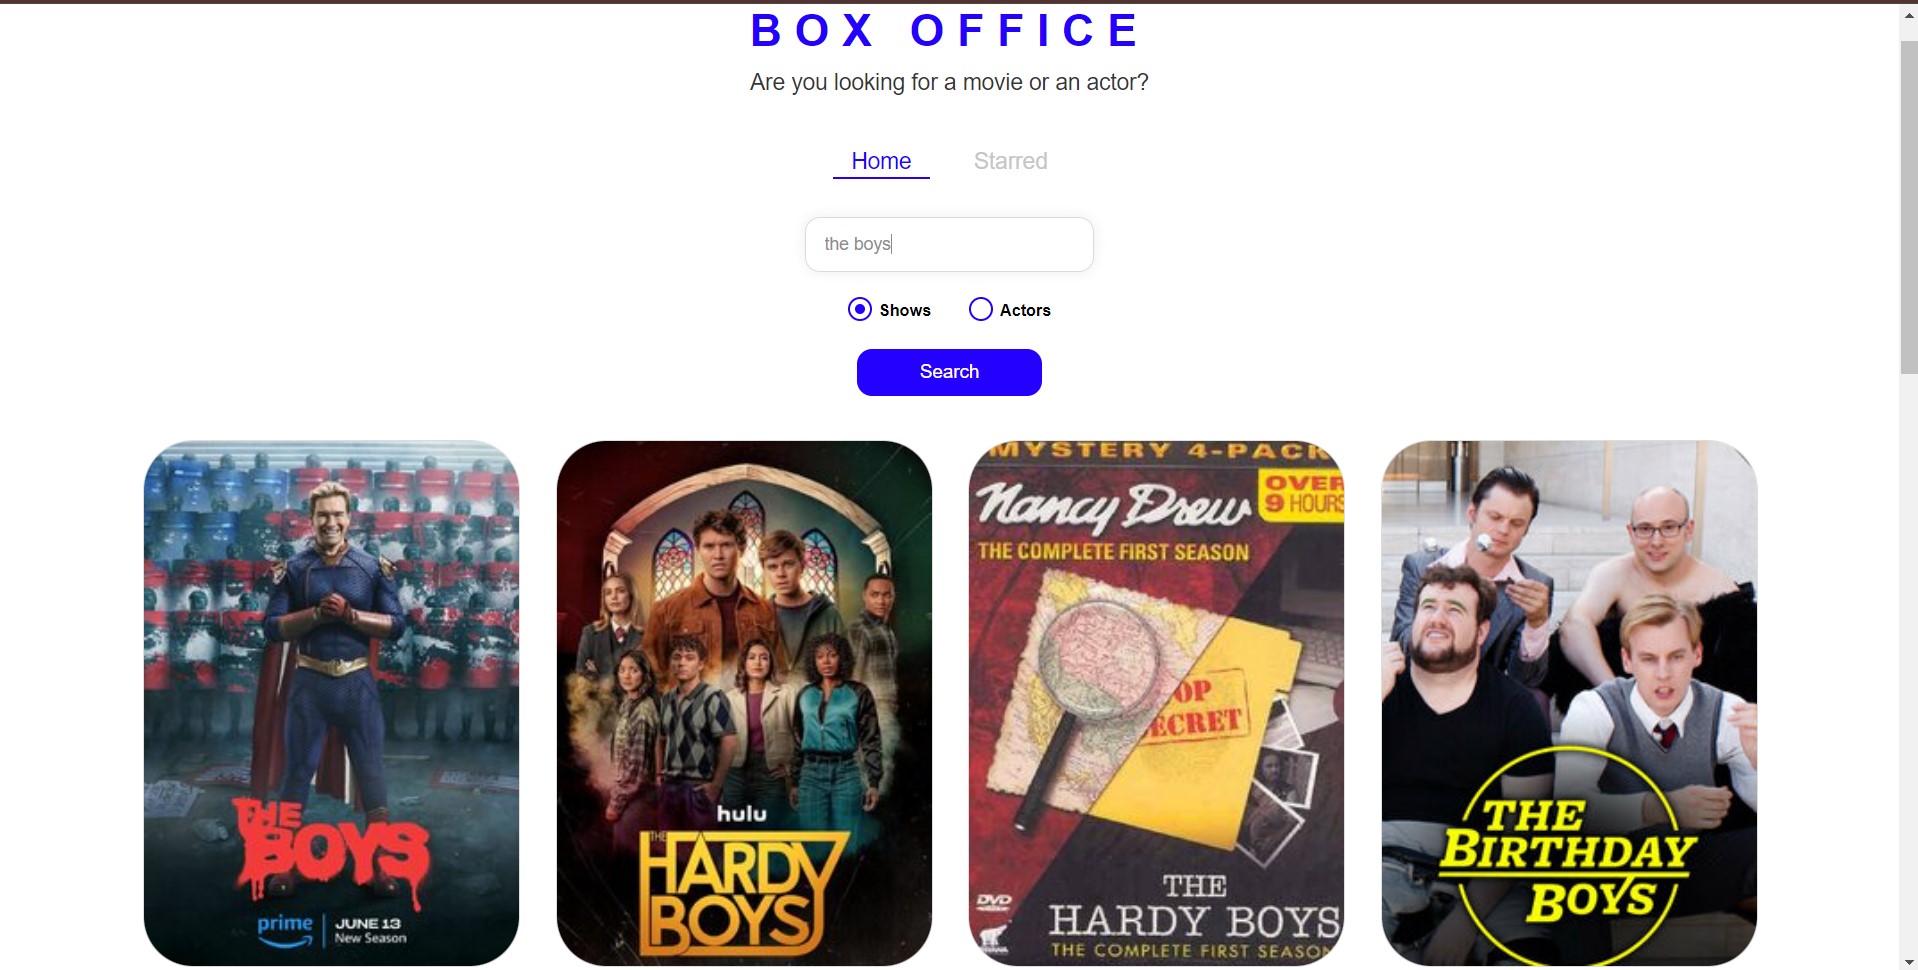 BOX OFFICE
Are you looking for a movie or an actor?
Home
Starred
the boys
Shows
Actors
Search
THE
BOYS
prime
JUNE 13
New Season
hulu
THE
HARDY
BOYS
MYSTERY 4-PACK
Nancy Drew
OVER
9 HOURS
THE COMPLETE FIRST SEASON
OP
ECRET
THE
HARDY BOYS
THE COMPLETE FIRST SEASON
DVD
THE
BIRTHDAY
BOYS